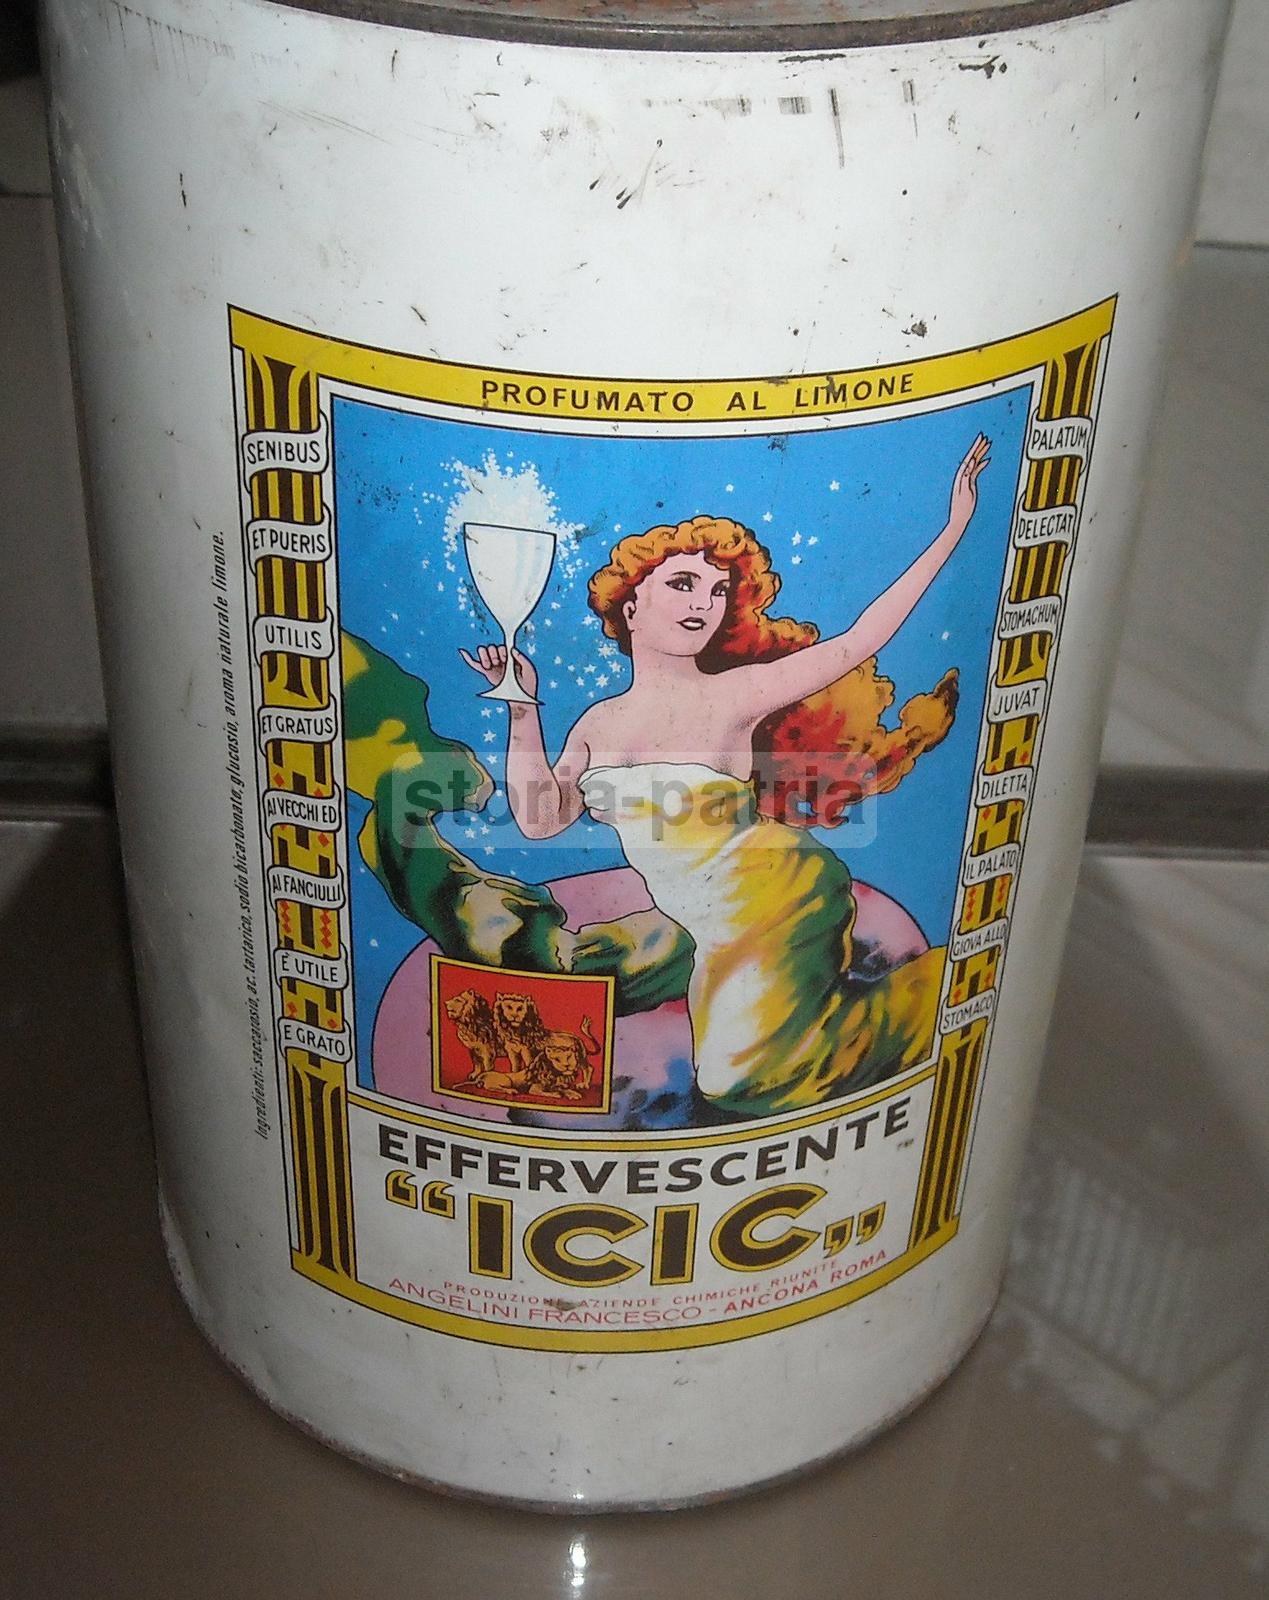 PROFUMATO AL LIMONE
SENIBUS
ET PUERIS
UTILIS
ET GRATUS
AI VECCHI ED
AI FANCIULLI
È UTILE
E GRATO
PALATUM
DELECTAT
STOMACHUM
JUVAT
DILETTA
IL PALATO
GIOVA ALLO
STOMACO
Ingredienti: saccarosio, ac. tartarico, sodio bicarbonato, glucosio, aroma naturale limone.
storia-patria
EFFERVESCENTE
“ICIC„
PRODUZIONE AZIENDE CHIMICHE RIUNITE
ANGELINI FRANCESCO - ANCONA ROMA